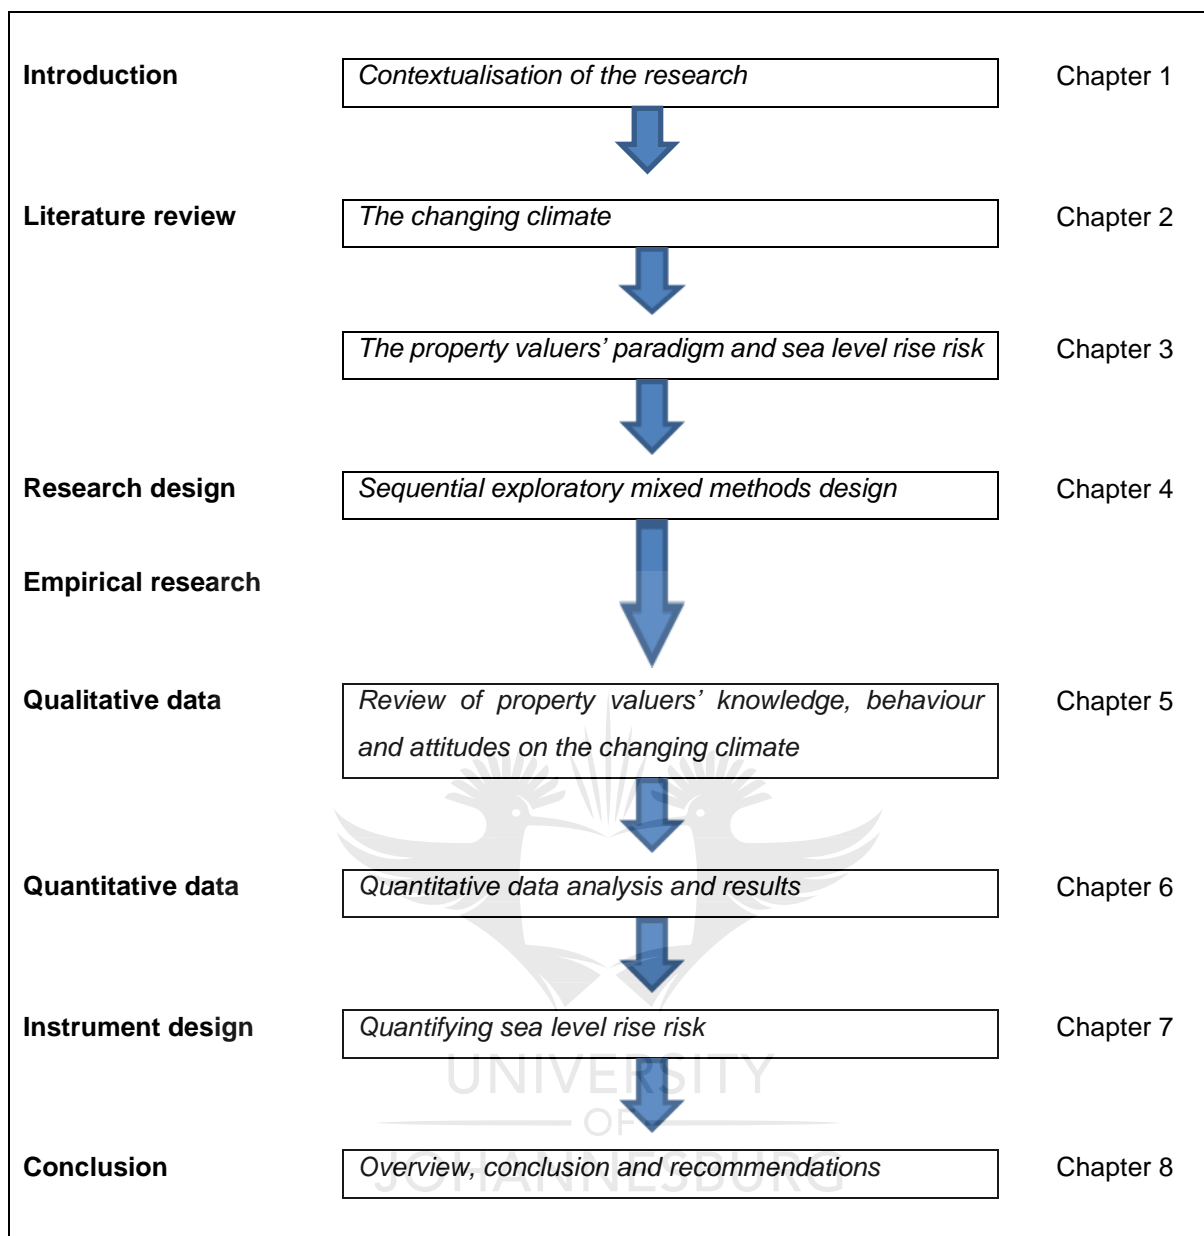 Introduction
Contextualisation of the research
Chapter 1
Literature review
The changing climate
Chapter 2
The property valuers’ paradigm and sea level rise risk
Chapter 3
Research design
Sequential exploratory mixed methods design
Chapter 4
Empirical research
Qualitative data
Review of property valuers’ knowledge, behaviour
and attitudes on the changing climate
Chapter 5
Quantitative data
Quantitative data analysis and results
Chapter 6
Instrument design
Quantifying sea level rise risk
Chapter 7
UNIVERSITY
OF
JOHANNESBURG
Conclusion
Overview, conclusion and recommendations
Chapter 8